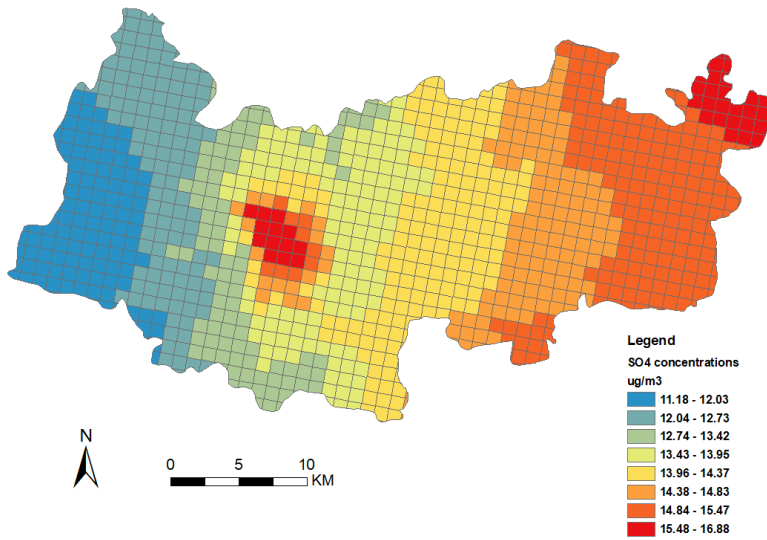 N
0 5 10
KM
Legend
SO4 concentrations
ug/m3
11.18 - 12.03
12.04 - 12.73
12.74 - 13.42
13.43 - 13.95
13.96 - 14.37
14.38 - 14.83
14.84 - 15.47
15.48 - 16.88